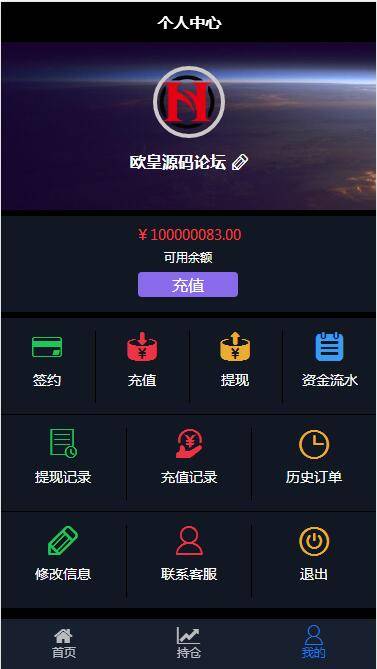 个人中心
欧皇源码论坛
￥100000083.00
可用余额
充值
签约 充值 提现 资金流水
提现记录 充值记录 历史订单
修改信息 联系客服 退出
首页 持仓 我的